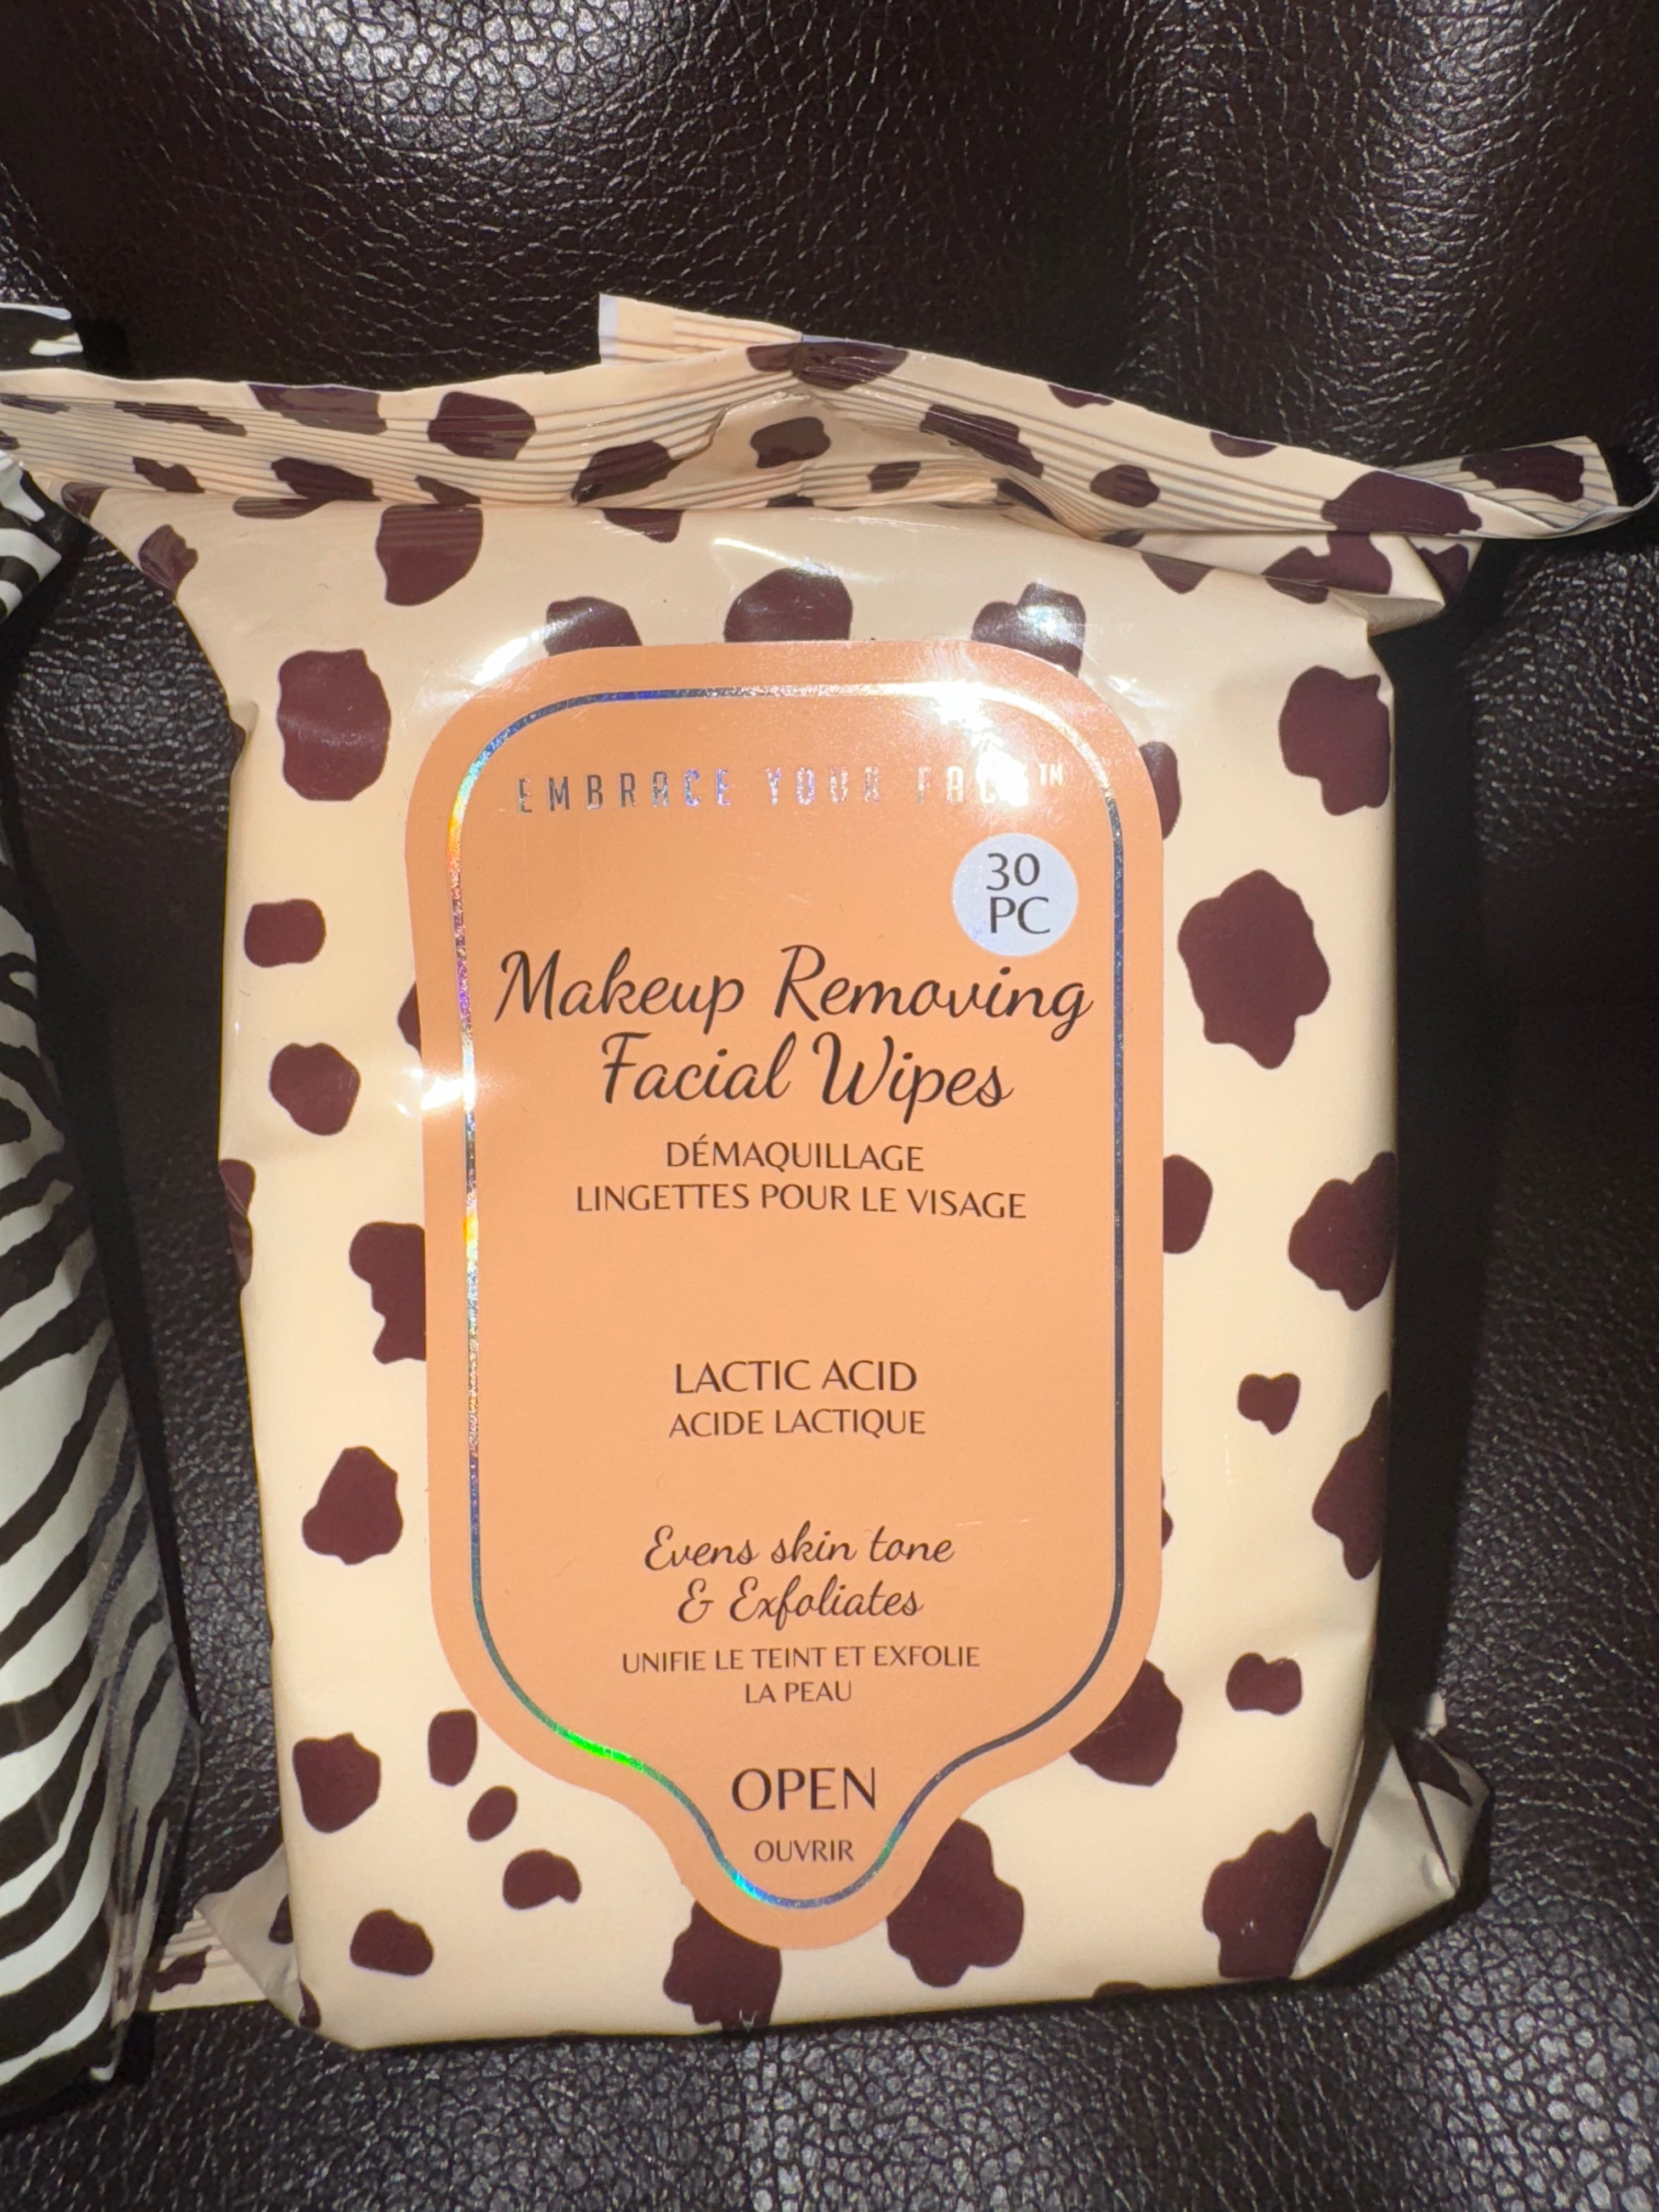 EMBRACE YOUR FACE™
30
PC
Makeup Removing
Facial Wipes
DÉMAQUILLAGE
LINGETTES POUR LE VISAGE
LACTIC ACID
ACIDE LACTIQUE
Evens skin tone
& Exfoliates
UNIFIE LE TEINT ET EXFOLIE
LA PEAU
OPEN
OUVRIR